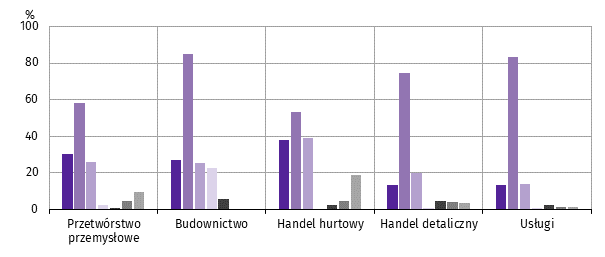 %
100
80
60
40
20
0
Przetwórstwo
przemysłowe
Budownictwo
Handel hurtowy
Handel detaliczny
Usługi